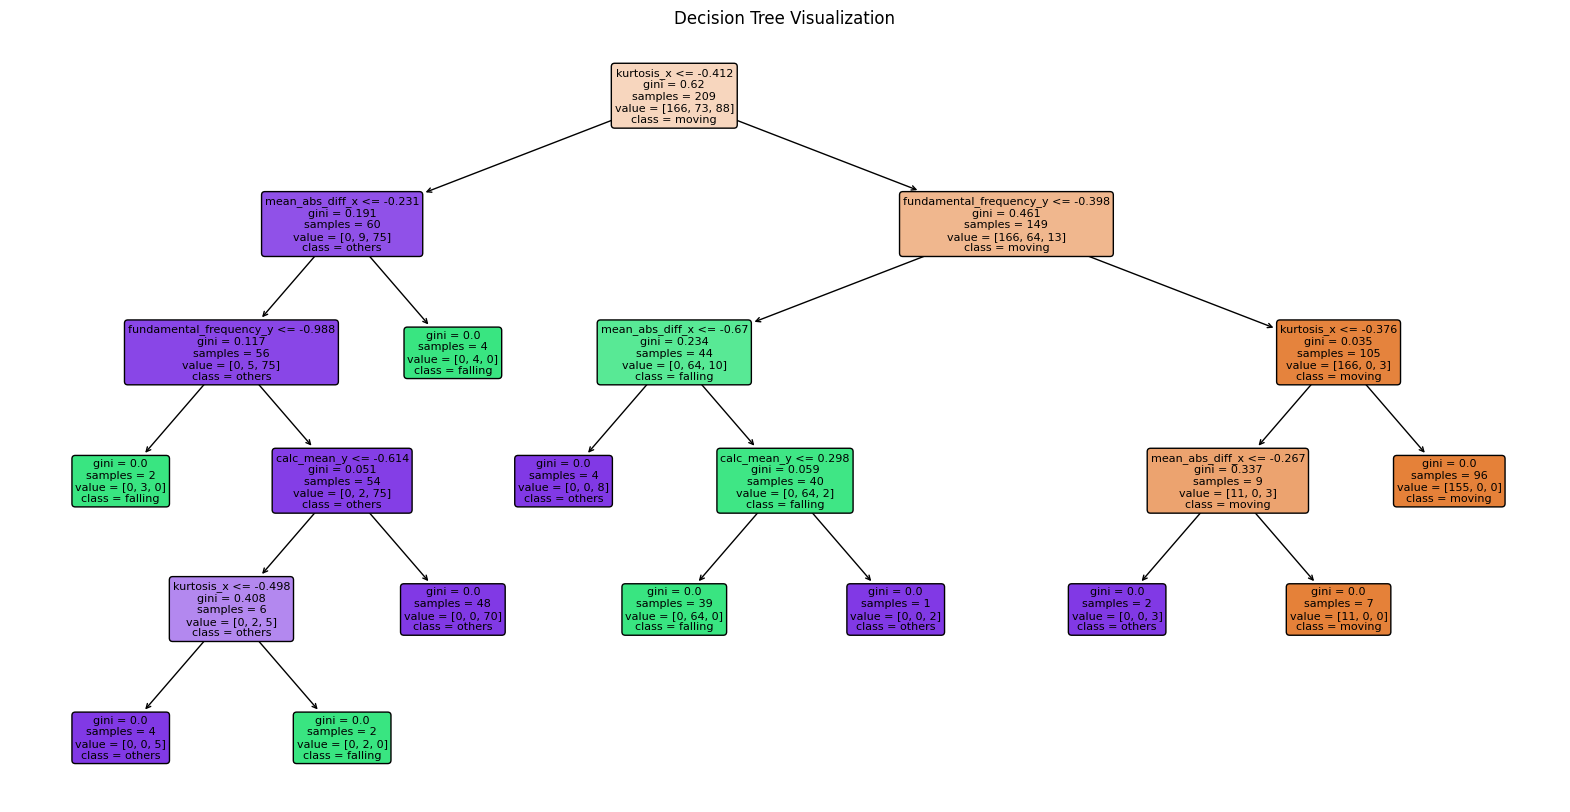 Decision Tree Visualization
kurtosis_x <= -0.412
gini = 0.62
samples = 209
value = [166, 73, 88]
class = moving
mean_abs_diff_x <= -0.231
gini = 0.191
samples = 60
value = [0, 9, 75]
class = others
fundamental_frequency_y <= -0.398
gini = 0.461
samples = 149
value = [166, 64, 13]
class = moving
fundamental_frequency_y <= -0.988
gini = 0.117
samples = 56
value = [0, 5, 75]
class = others
gini = 0.0
samples = 4
value = [0, 4, 0]
class = falling
mean_abs_diff_x <= -0.67
gini = 0.234
samples = 44
value = [0, 64, 10]
class = falling
kurtosis_x <= -0.376
gini = 0.035
samples = 105
value = [166, 0, 3]
class = moving
gini = 0.0
samples = 2
value = [0, 3, 0]
class = falling
calc_mean_y <= -0.614
gini = 0.051
samples = 54
value = [0, 2, 75]
class = others
gini = 0.0
samples = 4
value = [0, 0, 8]
class = others
calc_mean_y <= 0.298
gini = 0.059
samples = 40
value = [0, 64, 2]
class = falling
mean_abs_diff_x <= -0.267
gini = 0.337
samples = 9
value = [11, 0, 3]
class = moving
gini = 0.0
samples = 96
value = [155, 0, 0]
class = moving
kurtosis_x <= -0.498
gini = 0.408
samples = 6
value = [0, 2, 5]
class = others
gini = 0.0
samples = 48
value = [0, 0, 70]
class = others
gini = 0.0
samples = 39
value = [0, 64, 0]
class = falling
gini = 0.0
samples = 1
value = [0, 0, 2]
class = others
gini = 0.0
samples = 2
value = [0, 0, 3]
class = others
gini = 0.0
samples = 7
value = [11, 0, 0]
class = moving
gini = 0.0
samples = 4
value = [0, 0, 5]
class = others
gini = 0.0
samples = 2
value = [0, 2, 0]
class = falling